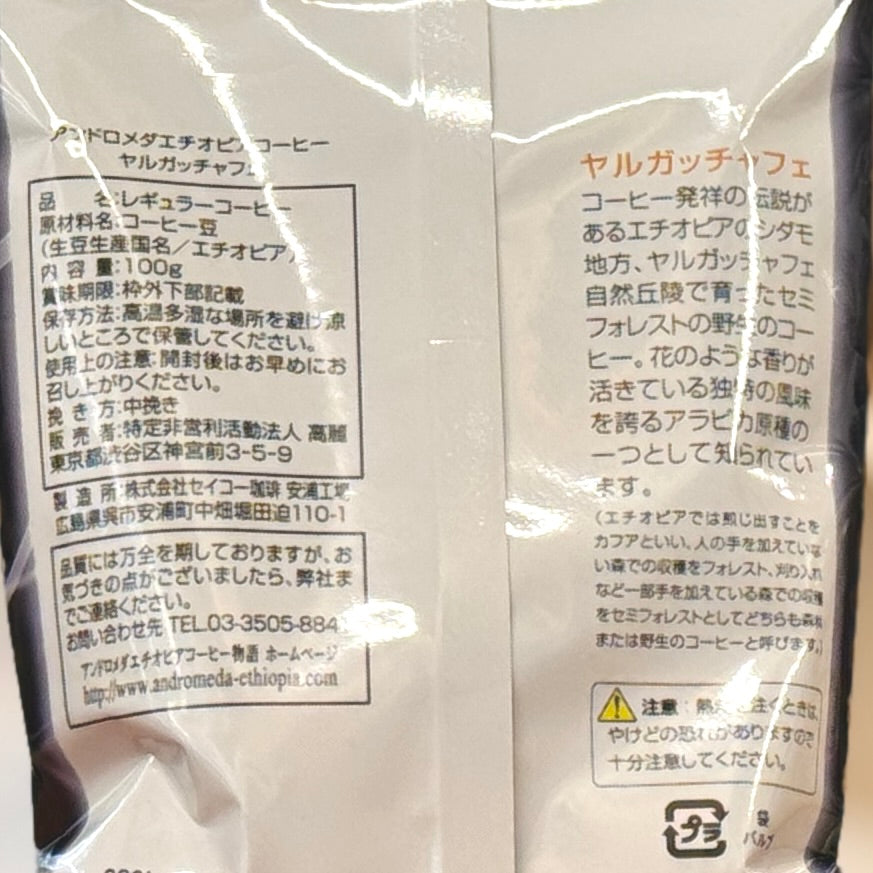 アンドロメダエチオピアコーヒー
ヤルガッチャフェ
品 名:レギュラーコーヒー
原材料名:コーヒー豆
(生豆生産国名/エチオピア)
内 容 量:100g
賞味期限:枠外下部記載
保存方法:高温多湿な場所を避け涼
しいところで保管してください。
使用上の注意:開封後はお早めにお
召し上がりください。
挽 き 方:中挽き
販 売 者:特定非営利活動法人 高麗
東京都渋谷区神宮前3-5-9
製 造 所:株式会社セイコー珈琲 安浦工場
広島県呉市安浦町中畑堀田迫110-1
品質には万全を期しておりますが、お
気づきの点がございましたら、弊社ま
でご連絡ください。
お問い合わせ先 TEL.03-3505-884
アンドロメダエチオピアコーヒー物語 ホームページ
http://www.andromeda-ethiopia.com
ヤルガッチャフェ
コーヒー発祥の伝説が
あるエチオピアのシダモ
地方、ヤルガッチャフェ
自然丘陵で育ったセミ
フォレストの野生のコー
ヒー。花のような香りが
活きている独特の風味
を誇るアラビカ原種の
一つとして知られてい
ます。
(エチオピアでは煎じ出すことを
カフアといい、人の手を加えていな
い森での収穫をフォレスト、刈り入れ
など一部手を加えている森での収穫
をセミフォレストとしてどちらも森林
または野生のコーヒーと呼びます。)
注意:熱 を注ぐときは、
やけどの恐れがありますので
十分注意してください。
プラ
袋
バルブ